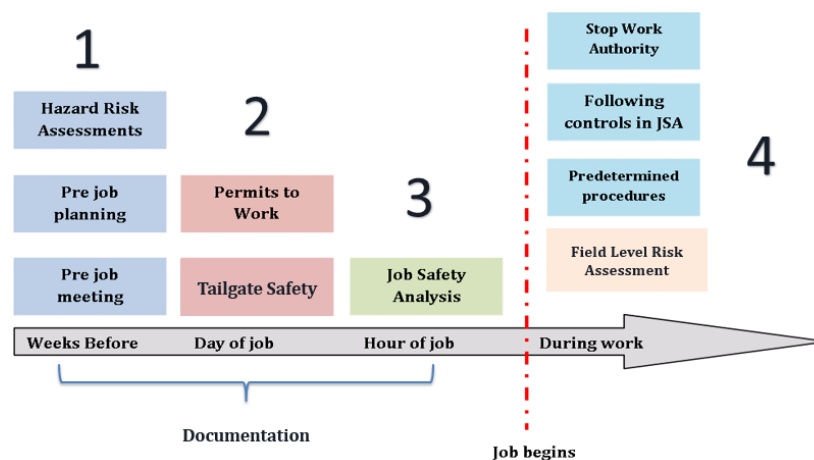 1
Hazard Risk
Assessments
Pre job
planning
Pre job
meeting
2
Permits to
Work
Tailgate Safety
3
Job Safety
Analysis
Stop Work
Authority
Following
controls in JSA
Predetermined
procedures
Field Level Risk
Assessment
4
Weeks Before
Day of job
Hour of job
During work
Documentation
Job begins